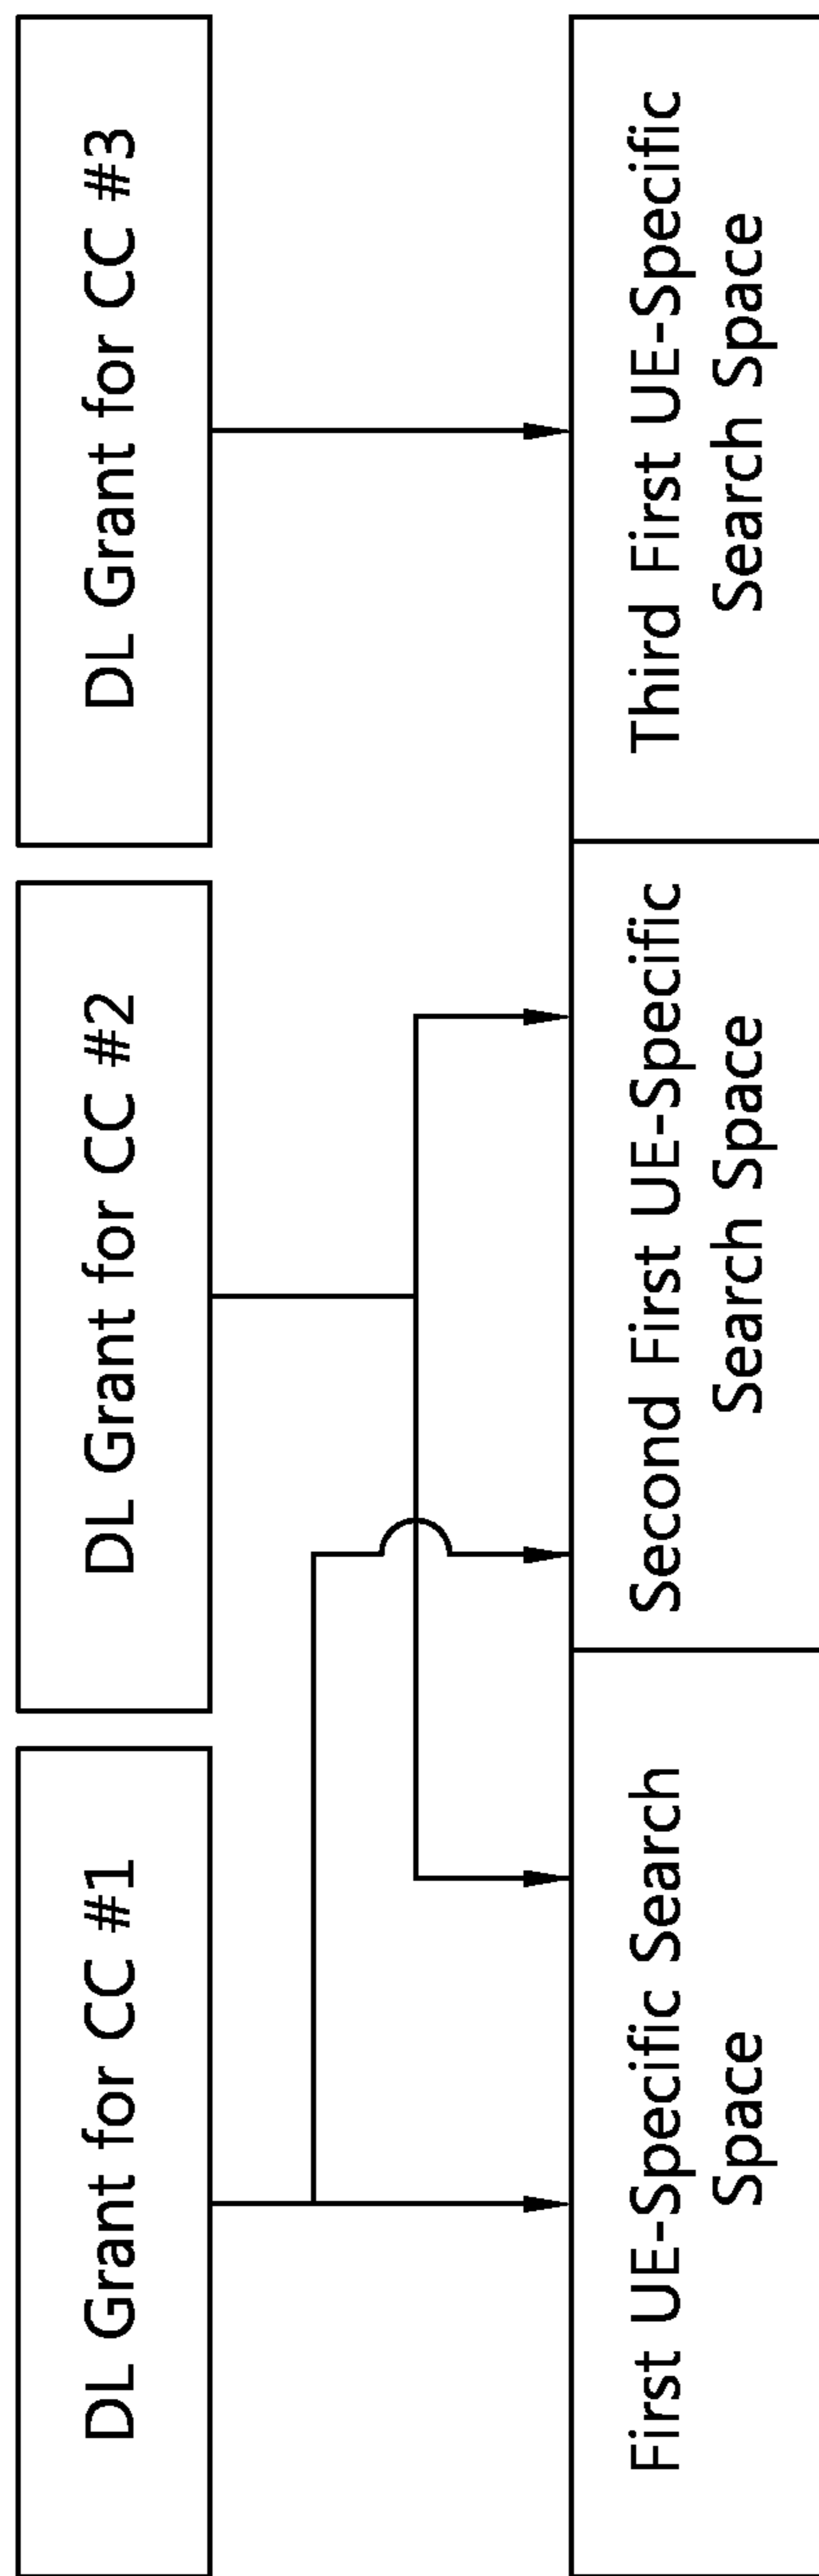 DL Grant for CC #1
DL Grant for CC #2
DL Grant for CC #3
First UE-Specific Search
Space
Second First UE-Specific
Search Space
Third First UE-Specific
Search Space